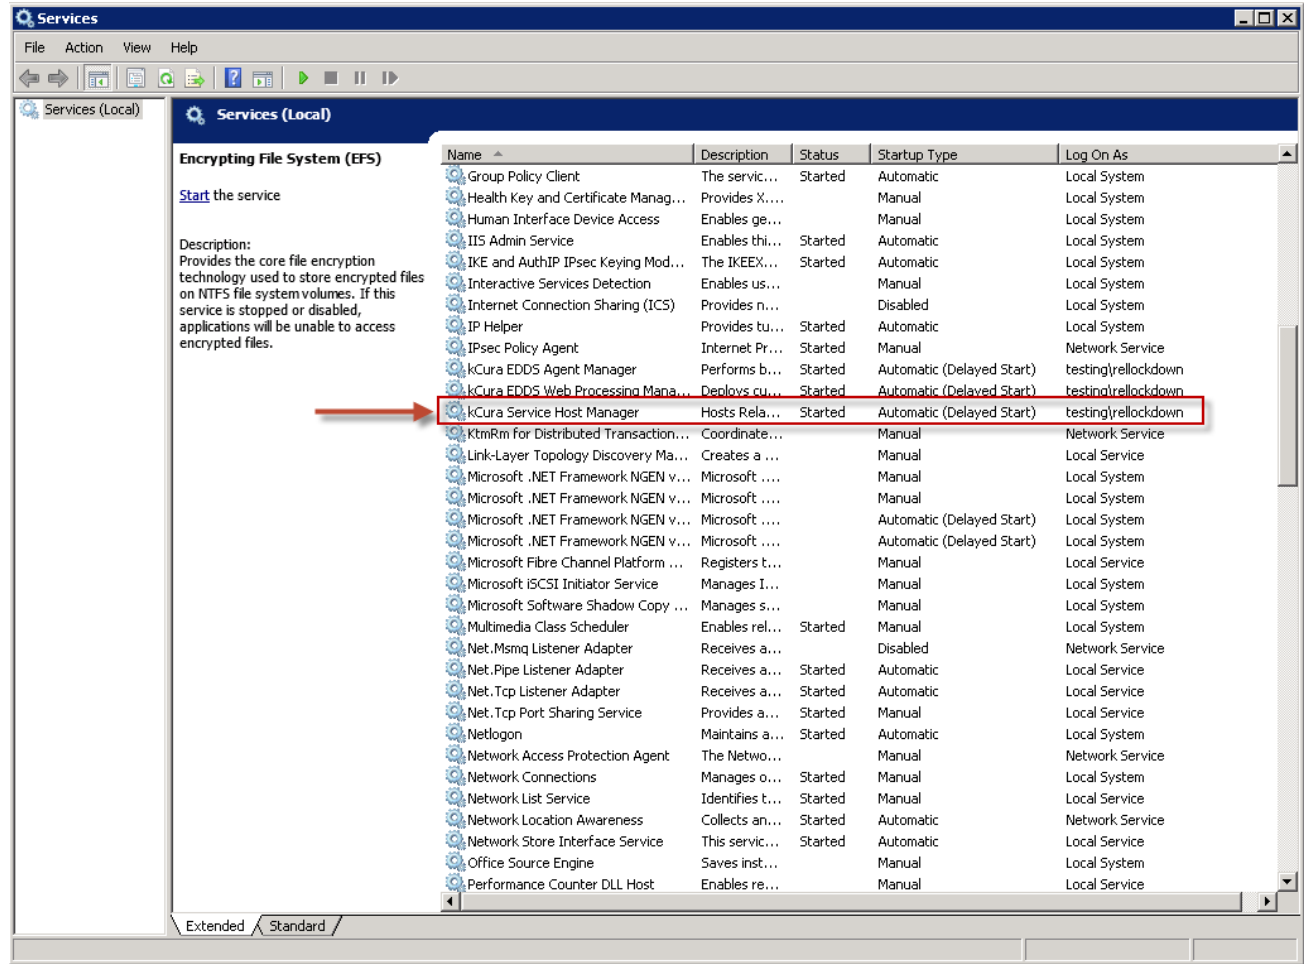 Services
File Action View Help
Services (Local)
Services (Local)
Encrypting File System (EFS)
Start the service
Description:
Provides the core file encryption
technology used to store encrypted files
on NTFS file system volumes. If this
service is stopped or disabled,
applications will be unable to access
encrypted files.
Name Description Status Startup Type Log On As
Group Policy Client The servic... Started Automatic Local System
Health Key and Certificate Manag... Provides X.... Manual Local System
Human Interface Device Access Enables ge... Manual Local System
IIS Admin Service Enables thi... Started Automatic Local System
IKE and AuthIP IPsec Keying Mod... The IKEEX... Started Automatic Local System
Interactive Services Detection Enables us... Manual Local System
Internet Connection Sharing (ICS) Provides n... Disabled Local System
IP Helper Provides tu... Started Automatic Local System
IPsec Policy Agent Internet Pr... Started Manual Network Service
kCura EDDS Agent Manager Performs b... Started Automatic (Delayed Start) testing\rellockdown
kCura EDDS Web Processing Mana... Deploys cu... Started Automatic (Delayed Start) testing\rellockdown
kCura Service Host Manager Hosts Rela... Started Automatic (Delayed Start) testing\rellockdown
KtmRm for Distributed Transaction... Coordinate... Manual Network Service
Link-Layer Topology Discovery Ma... Creates a ... Manual Local Service
Microsoft .NET Framework NGEN v... Microsoft .... Manual Local System
Microsoft .NET Framework NGEN v... Microsoft .... Manual Local System
Microsoft .NET Framework NGEN v... Microsoft .... Automatic (Delayed Start) Local System
Microsoft .NET Framework NGEN v... Microsoft .... Automatic (Delayed Start) Local System
Microsoft Fibre Channel Platform ... Registers t... Manual Local Service
Microsoft iSCSI Initiator Service Manages I... Manual Local System
Microsoft Software Shadow Copy ... Manages s... Manual Local System
Multimedia Class Scheduler Enables rel... Started Manual Local System
Net.Msmq Listener Adapter Receives a... Disabled Network Service
Net.Pipe Listener Adapter Receives a... Started Automatic Local Service
Net.Tcp Listener Adapter Receives a... Started Automatic Local Service
Net.Tcp Port Sharing Service Provides a... Started Manual Local Service
Netlogon Maintains a... Started Automatic Local System
Network Access Protection Agent The Netwo... Manual Network Service
Network Connections Manages o... Started Manual Local System
Network List Service Identifies t... Started Manual Local Service
Network Location Awareness Collects an... Started Automatic Network Service
Network Store Interface Service This servic... Started Automatic Local Service
Office Source Engine Saves inst... Manual Local System
Performance Counter DLL Host Enables re... Manual Local Service
Extended Standard